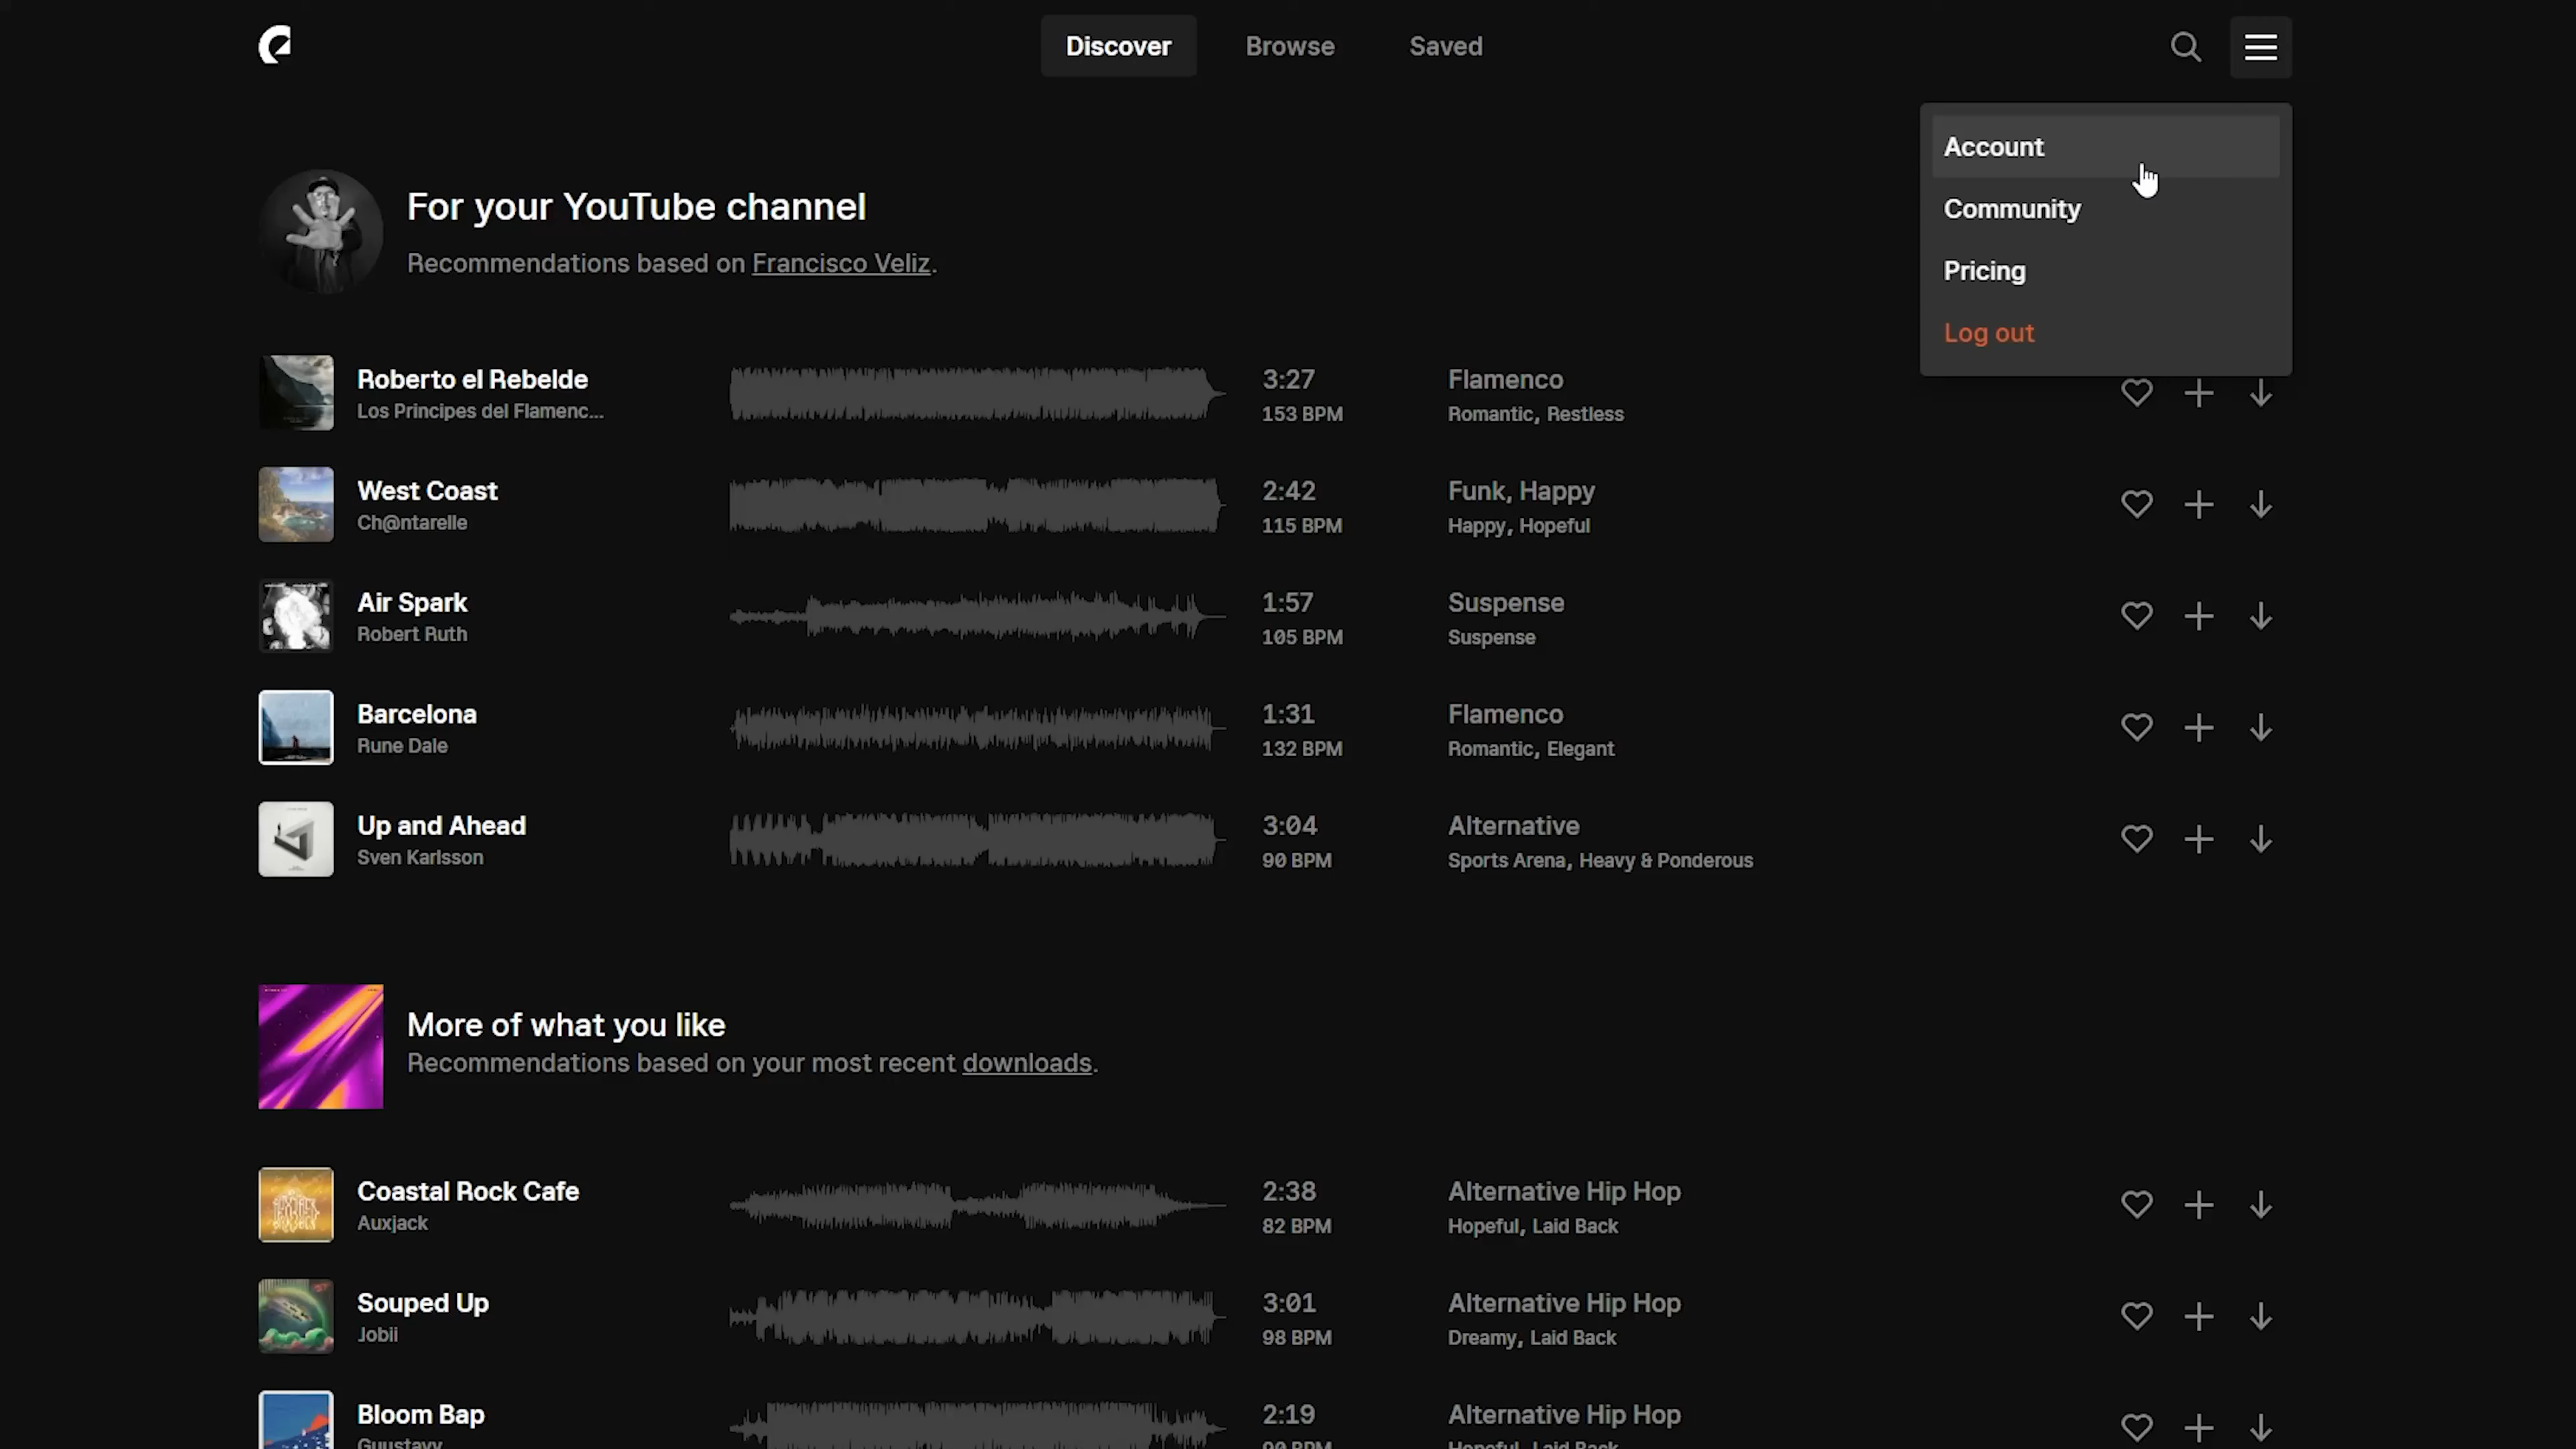 Discover
Browse
Saved
Account
Community
Pricing
Log out
For your YouTube channel
Recommendations based on Francisco Veliz.
Roberto el Rebelde
Los Principes del Flamenc...
3:27
153 BPM
Flamenco
Romantic, Restless
West Coast
Ch@ntarelle
2:42
115 BPM
Funk, Happy
Happy, Hopeful
Air Spark
Robert Ruth
1:57
105 BPM
Suspense
Suspense
Barcelona
Rune Dale
1:31
132 BPM
Flamenco
Romantic, Elegant
Up and Ahead
Sven Karlsson
3:04
90 BPM
Alternative
Sports Arena, Heavy & Ponderous
More of what you like
Recommendations based on your most recent downloads.
Coastal Rock Cafe
Auxjack
2:38
82 BPM
Alternative Hip Hop
Hopeful, Laid Back
Souped Up
Jobii
3:01
98 BPM
Alternative Hip Hop
Dreamy, Laid Back
Bloom Bap
Guustavv
2:19
90 BPM
Alternative Hip Hop
Hopeful, Laid Back